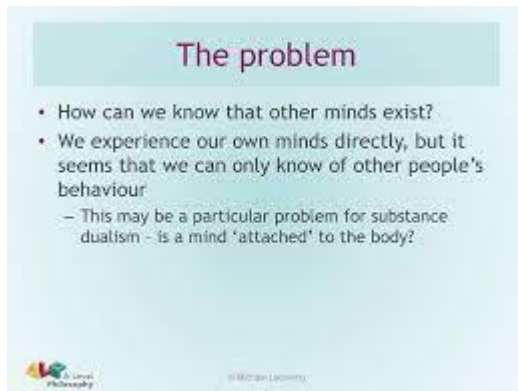 The problem
• How can we know that other minds exist?
• We experience our own minds directly, but it
seems that we can only know of other people's
behaviour
– This may be a particular problem for substance
dualism - is a mind 'attached' to the body?
A Level
Philosophy